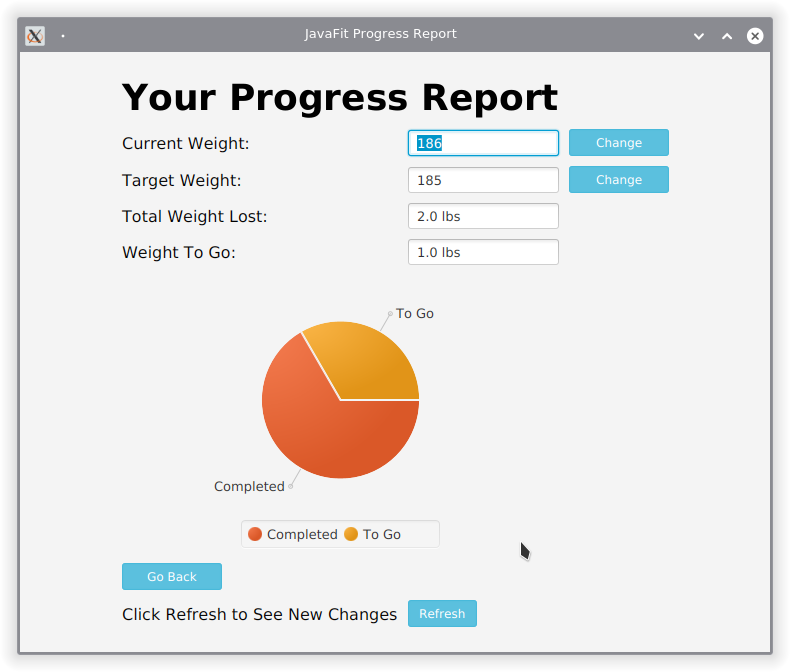 JavaFit Progress Report
Your Progress Report
Current Weight: 186 Change
Target Weight: 185 Change
Total Weight Lost: 2.0 lbs
Weight To Go: 1.0 lbs
To Go
Completed
Completed To Go
Go Back
Click Refresh to See New Changes Refresh